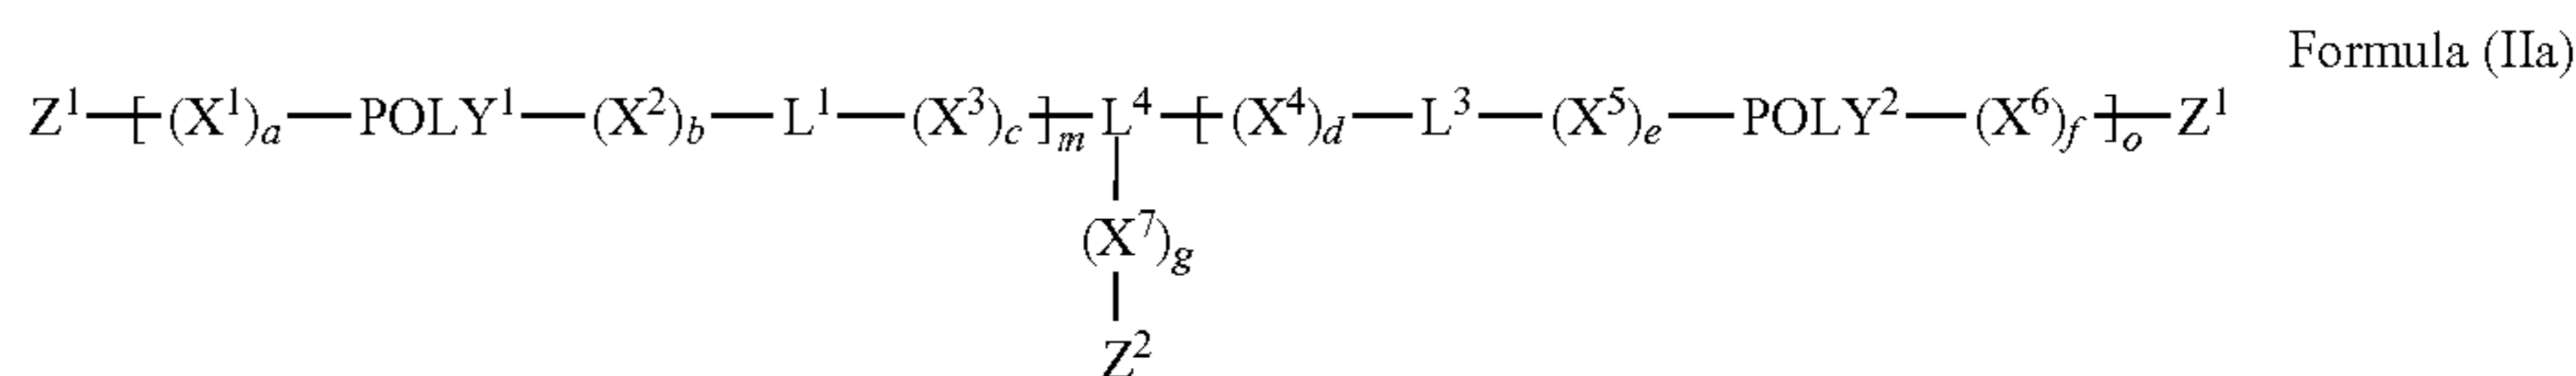 Formula (IIa)
Z¹—[(X¹)ₐ—POLY¹—(X²)b—L¹—(X³)c]m—L⁴—[(X⁴)d—L³—(X⁵)e—POLY²—(X⁶)f]o—Z¹
(X⁷)g
Z²